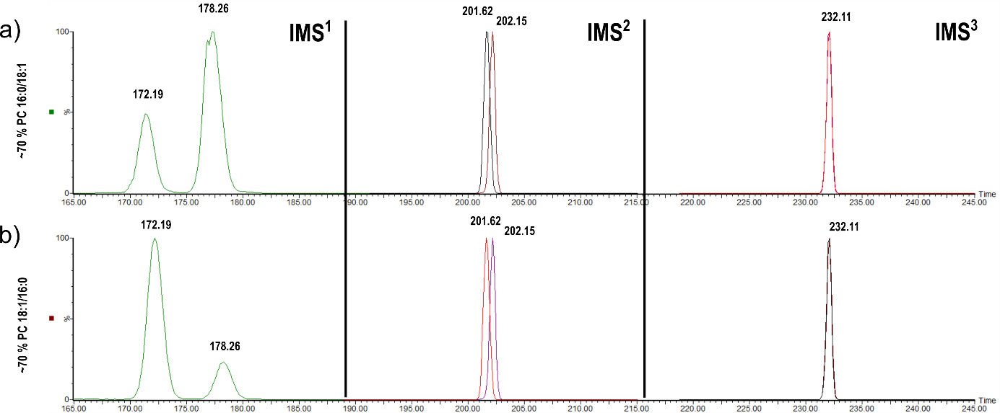 a)
~70 % PC 16:0/18:1
178.26
172.19
IMS1
201.62
202.15
IMS2
232.11
IMS3
100
%
0
165.00 170.00 175.00 180.00 185.00 190.00 195.00 200.00 205.00 210.00 215.00 220.00 225.00 230.00 235.00 240.00 245.00 Time
b)
~70 % PC 18:1/16:0
172.19
178.26
201.62
202.15
232.11
100
%
0
165.00 170.00 175.00 180.00 185.00 190.00 195.00 200.00 205.00 210.00 215.00 220.00 225.00 230.00 235.00 240.00 245.00 Time